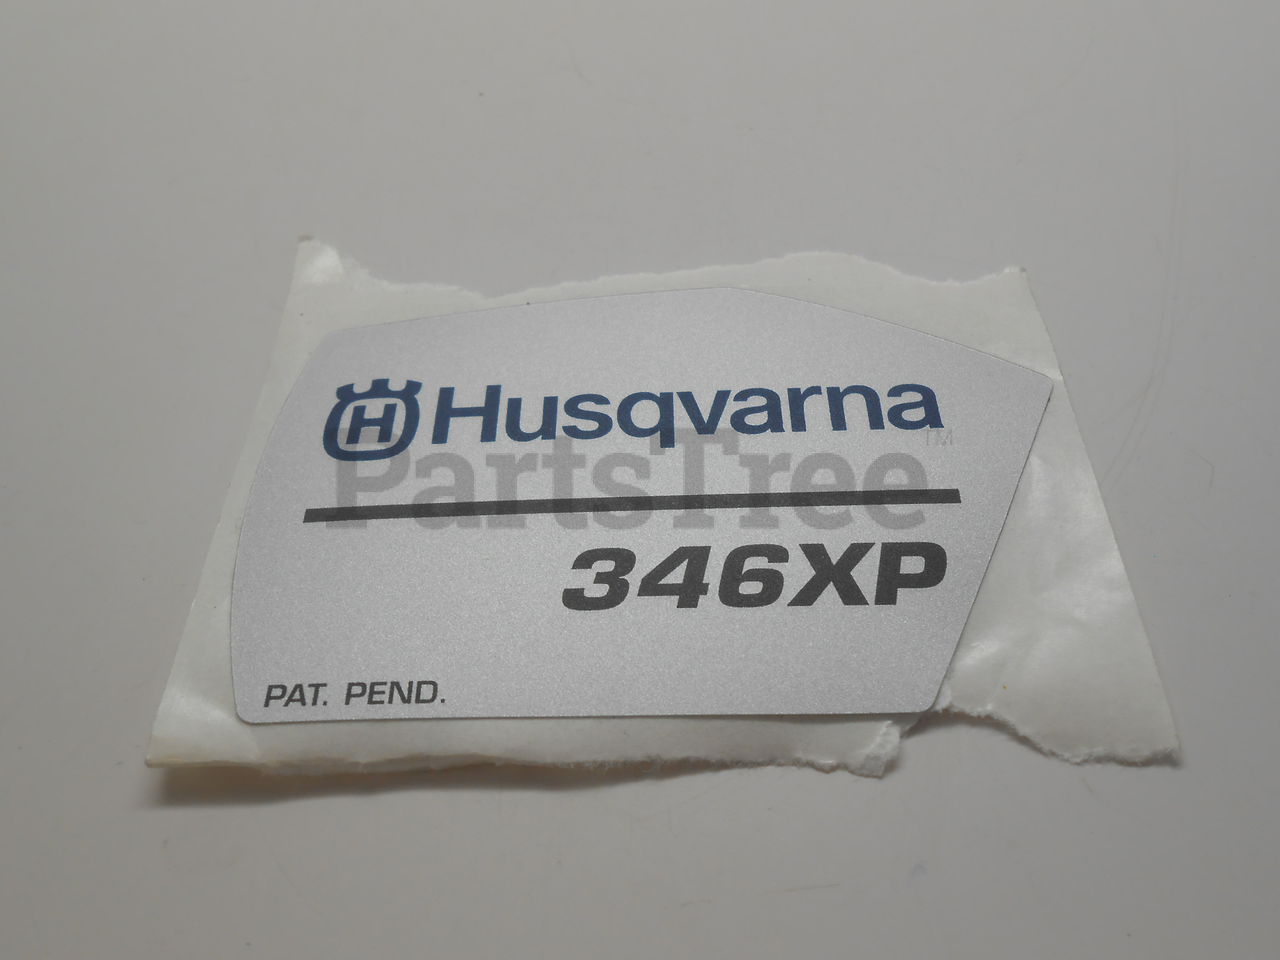 H Husqvarna
PartsTree™
346XP
PAT. PEND.